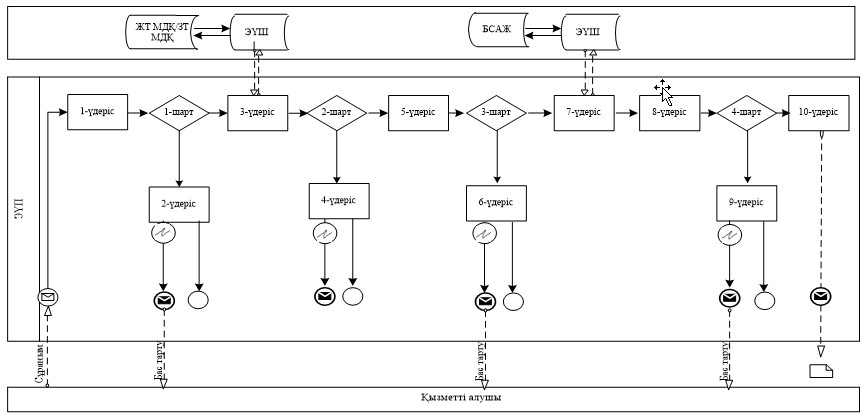 ЖТ МДҚ/ЗТ
МДҚ
ЭҮШ
БСАЖ
ЭҮШ
ЭҮП
1-үдеріс
1-шарт
3-үдеріс
2-шарт
5-үдеріс
3-шарт
7-үдеріс
8-үдеріс
4-шарт
10-үдеріс
2-үдеріс
4-үдеріс
6-үдеріс
9-үдеріс
Сұраным
Бас тарту
Бас тарту
Бас тарту
Қызметті алушы